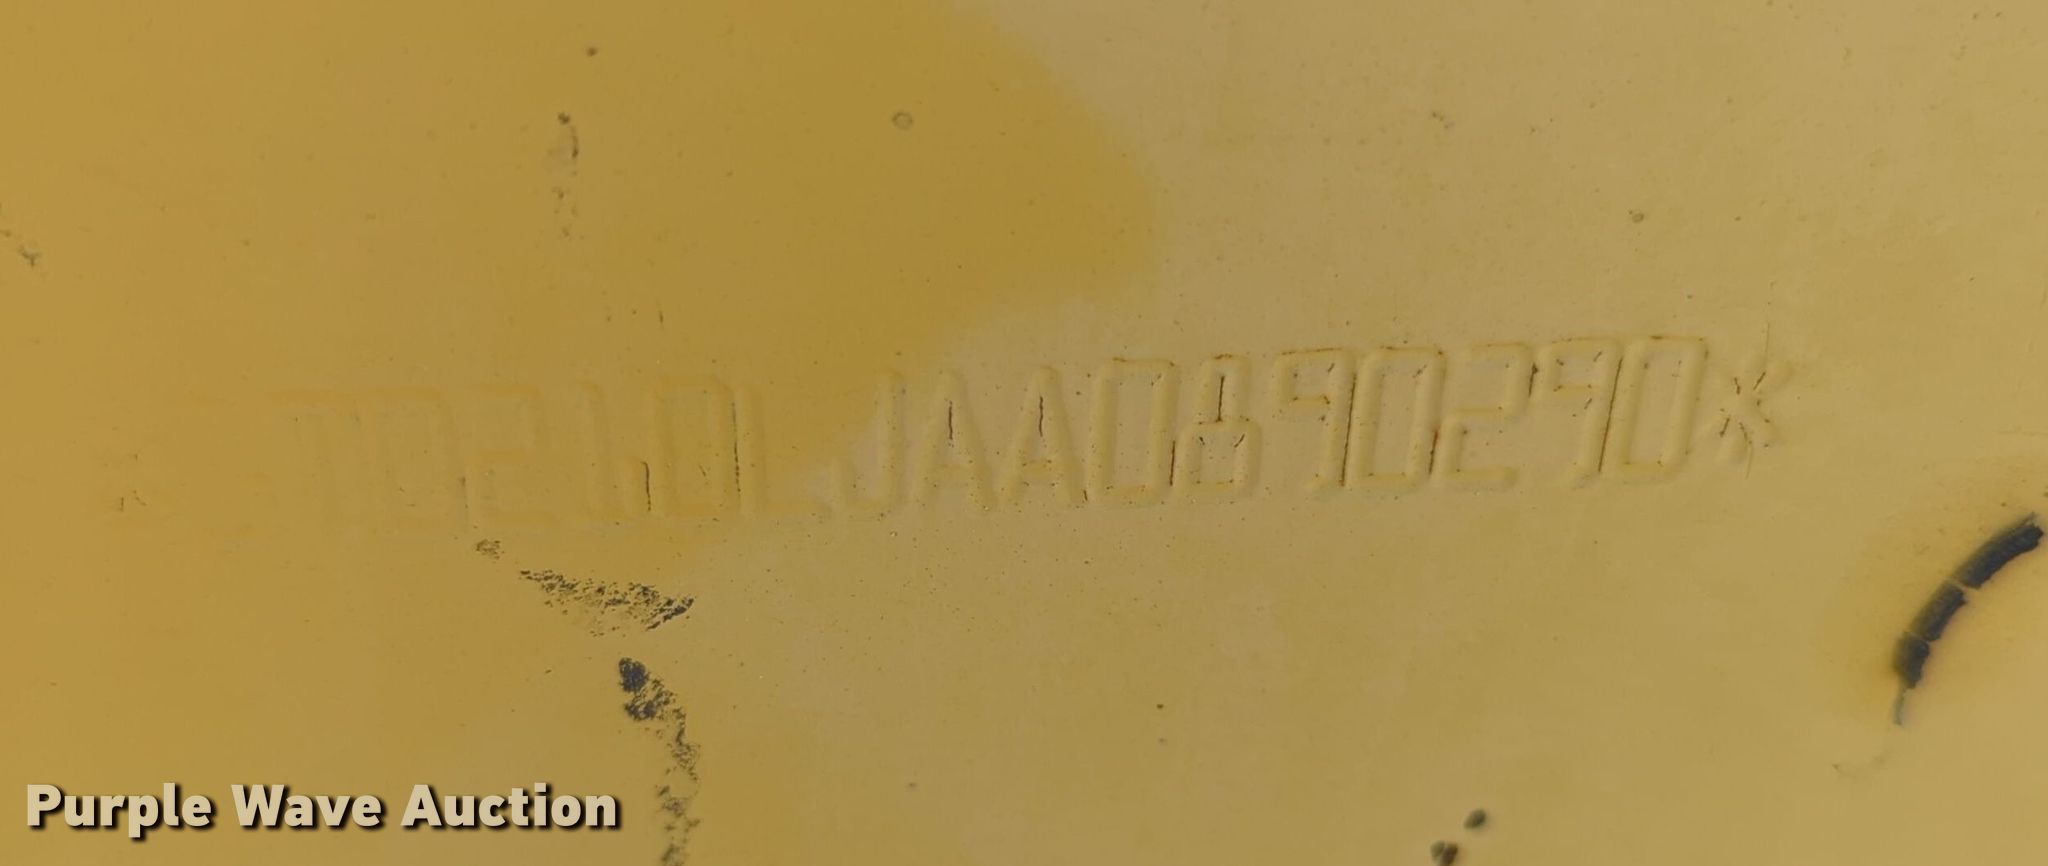 T0210LJAA0890290*
Purple Wave Auction